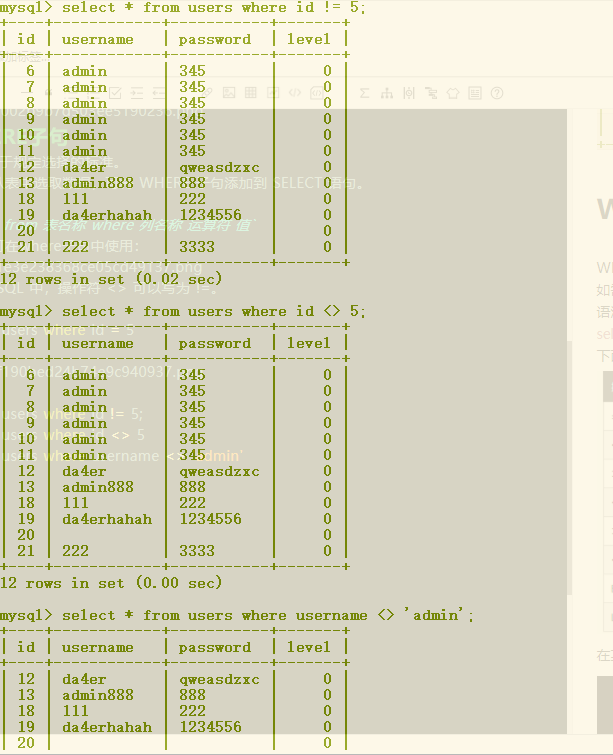 mysql> select * from users where id != 5;
+----+------------+------------+-------+
| id | username | password | level |
+----+------------+------------+-------+
| 6 | admin | 345 | 0 |
| 7 | admin | 345 | 0 |
| 8 | admin | 345 | 0 |
| 9 | admin | 345 | 0 |
| 10 | admin | 345 | 0 |
| 11 | admin | 345 | 0 |
| 12 | da4er | qweasdzxc | 0 |
| 13 | admin888 | 888 | 0 |
| 18 | 111 | 222 | 0 |
| 19 | da4erhahah | 1234556 | 0 |
| 20 | | | 0 |
| 21 | 222 | 3333 | 0 |
+----+------------+------------+-------+
12 rows in set (0.02 sec)
mysql> select * from users where id <> 5;
+----+------------+------------+-------+
| id | username | password | level |
+----+------------+------------+-------+
| 6 | admin | 345 | 0 |
| 7 | admin | 345 | 0 |
| 8 | admin | 345 | 0 |
| 9 | admin | 345 | 0 |
| 10 | admin | 345 | 0 |
| 11 | admin | 345 | 0 |
| 12 | da4er | qweasdzxc | 0 |
| 13 | admin888 | 888 | 0 |
| 18 | 111 | 222 | 0 |
| 19 | da4erhahah | 1234556 | 0 |
| 20 | | | 0 |
| 21 | 222 | 3333 | 0 |
+----+------------+------------+-------+
12 rows in set (0.00 sec)
mysql> select * from users where username <> 'admin';
+----+------------+------------+-------+
| id | username | password | level |
+----+------------+------------+-------+
| 12 | da4er | qweasdzxc | 0 |
| 13 | admin888 | 888 | 0 |
| 18 | 111 | 222 | 0 |
| 19 | da4erhahah | 1234556 | 0 |
| 20 | | | 0 |